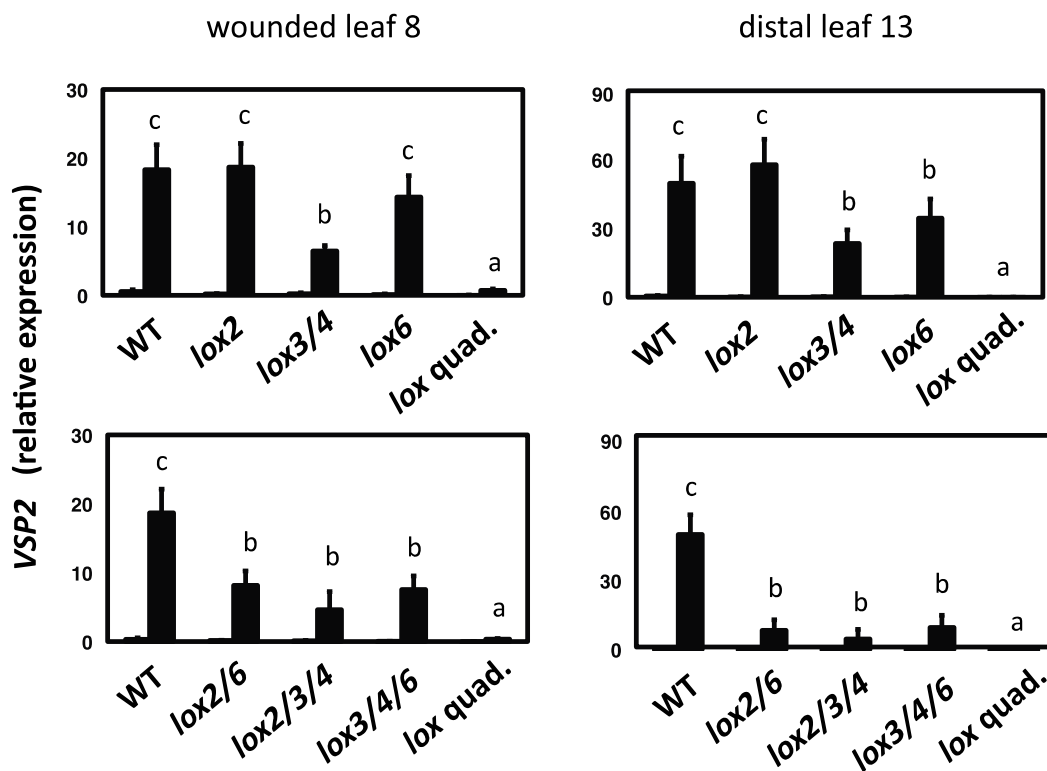 wounded leaf 8
distal leaf 13
VSP2 (relative expression)
30
20
10
0
c
c
b
c
a
WT
lox2
lox3/4
lox6
lox quad.
90
60
30
0
c
c
b
b
a
WT
lox2
lox3/4
lox6
lox quad.
30
20
10
0
c
b
b
b
a
WT
lox2/6
lox2/3/4
lox3/4/6
lox quad.
90
60
30
0
c
b
b
b
a
WT
lox2/6
lox2/3/4
lox3/4/6
lox quad.